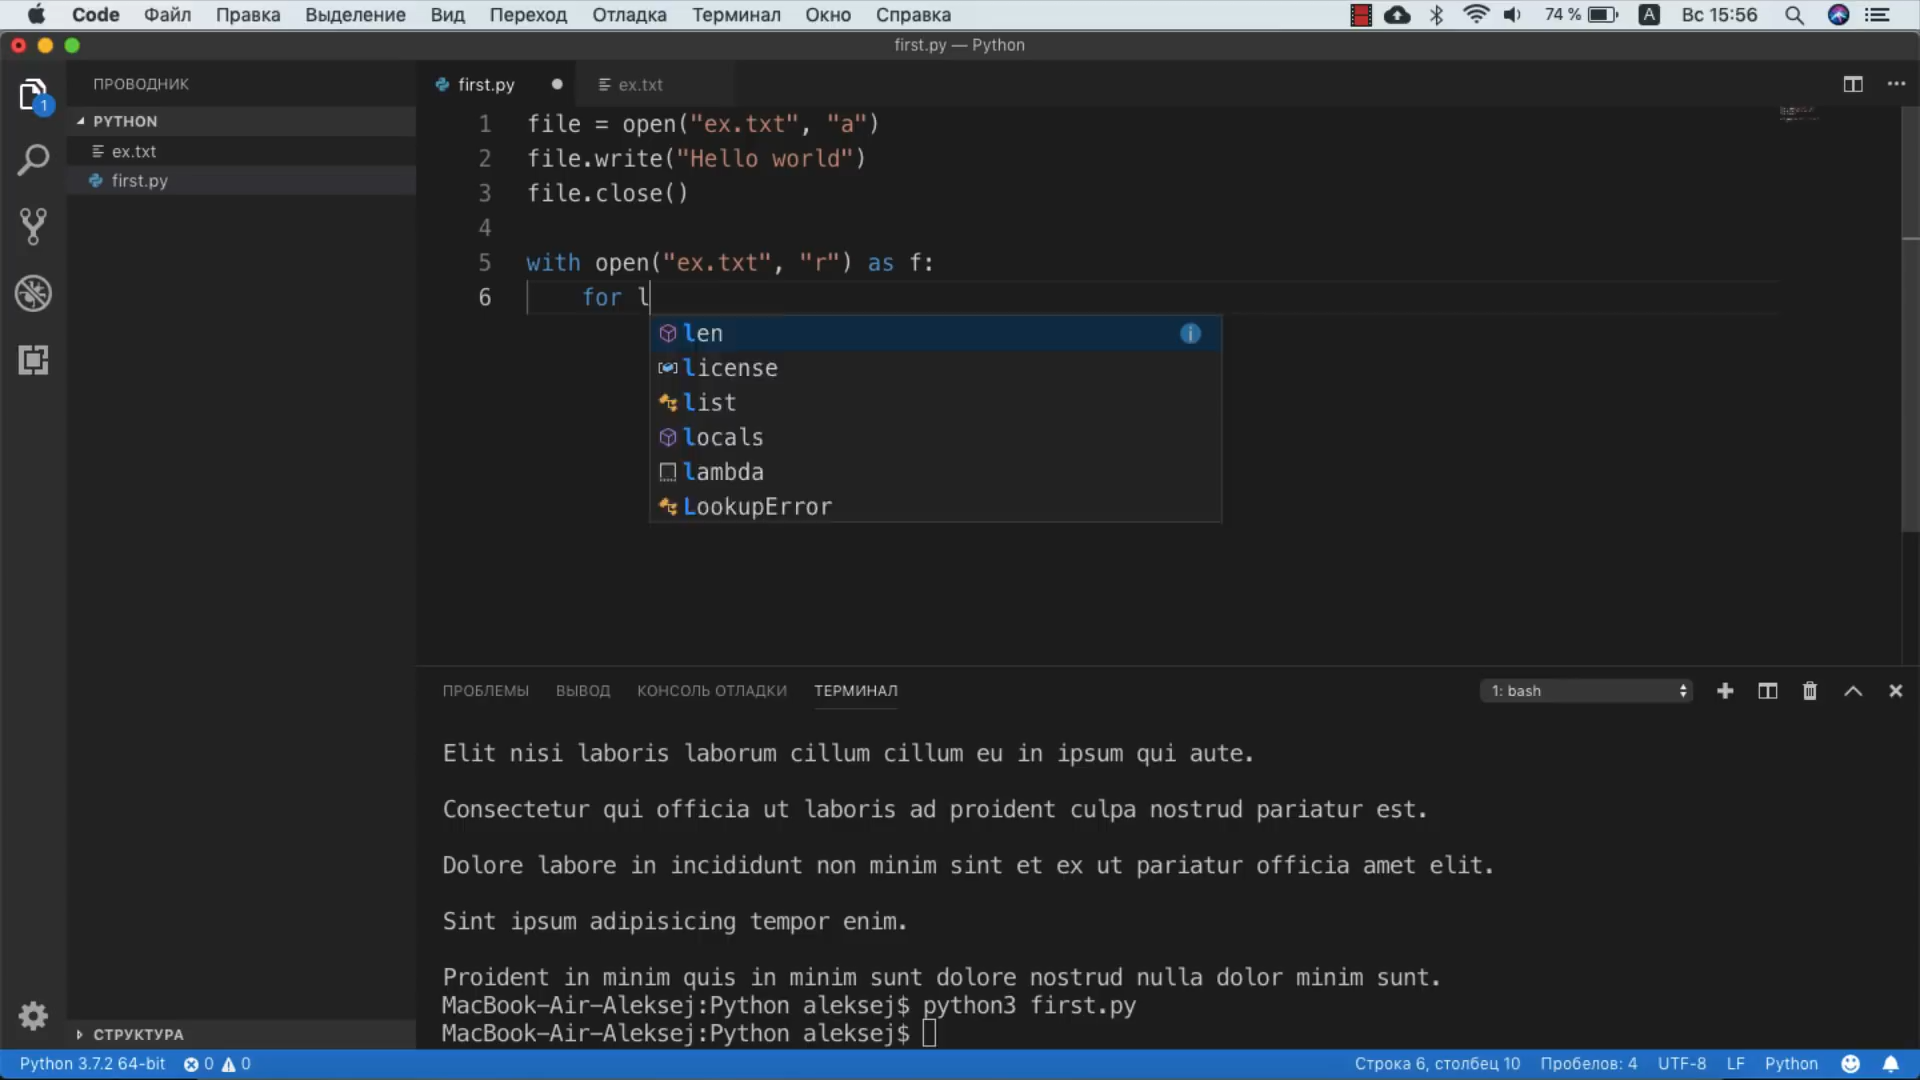 Code Файл Правка Выделение Вид Переход Отладка Терминал Окно Справка 74 % A Вс 15:56
first.py — Python
ПРОВОДНИК
PYTHON
ex.txt
first.py
СТРУКТУРА
1
first.py ex.txt
1 file = open("ex.txt", "a")
2 file.write("Hello world")
3 file.close()
4
5 with open("ex.txt", "r") as f:
6 for l
len
license
list
locals
lambda
LookupError
ПРОБЛЕМЫ ВЫВОД КОНСОЛЬ ОТЛАДКИ ТЕРМИНАЛ 1: bash
Elit nisi laboris laborum cillum cillum eu in ipsum qui aute.
Consectetur qui officia ut laboris ad proident culpa nostrud pariatur est.
Dolore labore in incididunt non minim sint et ex ut pariatur officia amet elit.
Sint ipsum adipisicing tempor enim.
Proident in minim quis in minim sunt dolore nostrud nulla dolor minim sunt.
MacBook-Air-Aleksej:Python aleksej$ python3 first.py
MacBook-Air-Aleksej:Python aleksej$
Python 3.7.2 64-bit 0 0 Строка 6, столбец 10 Пробелов: 4 UTF-8 LF Python